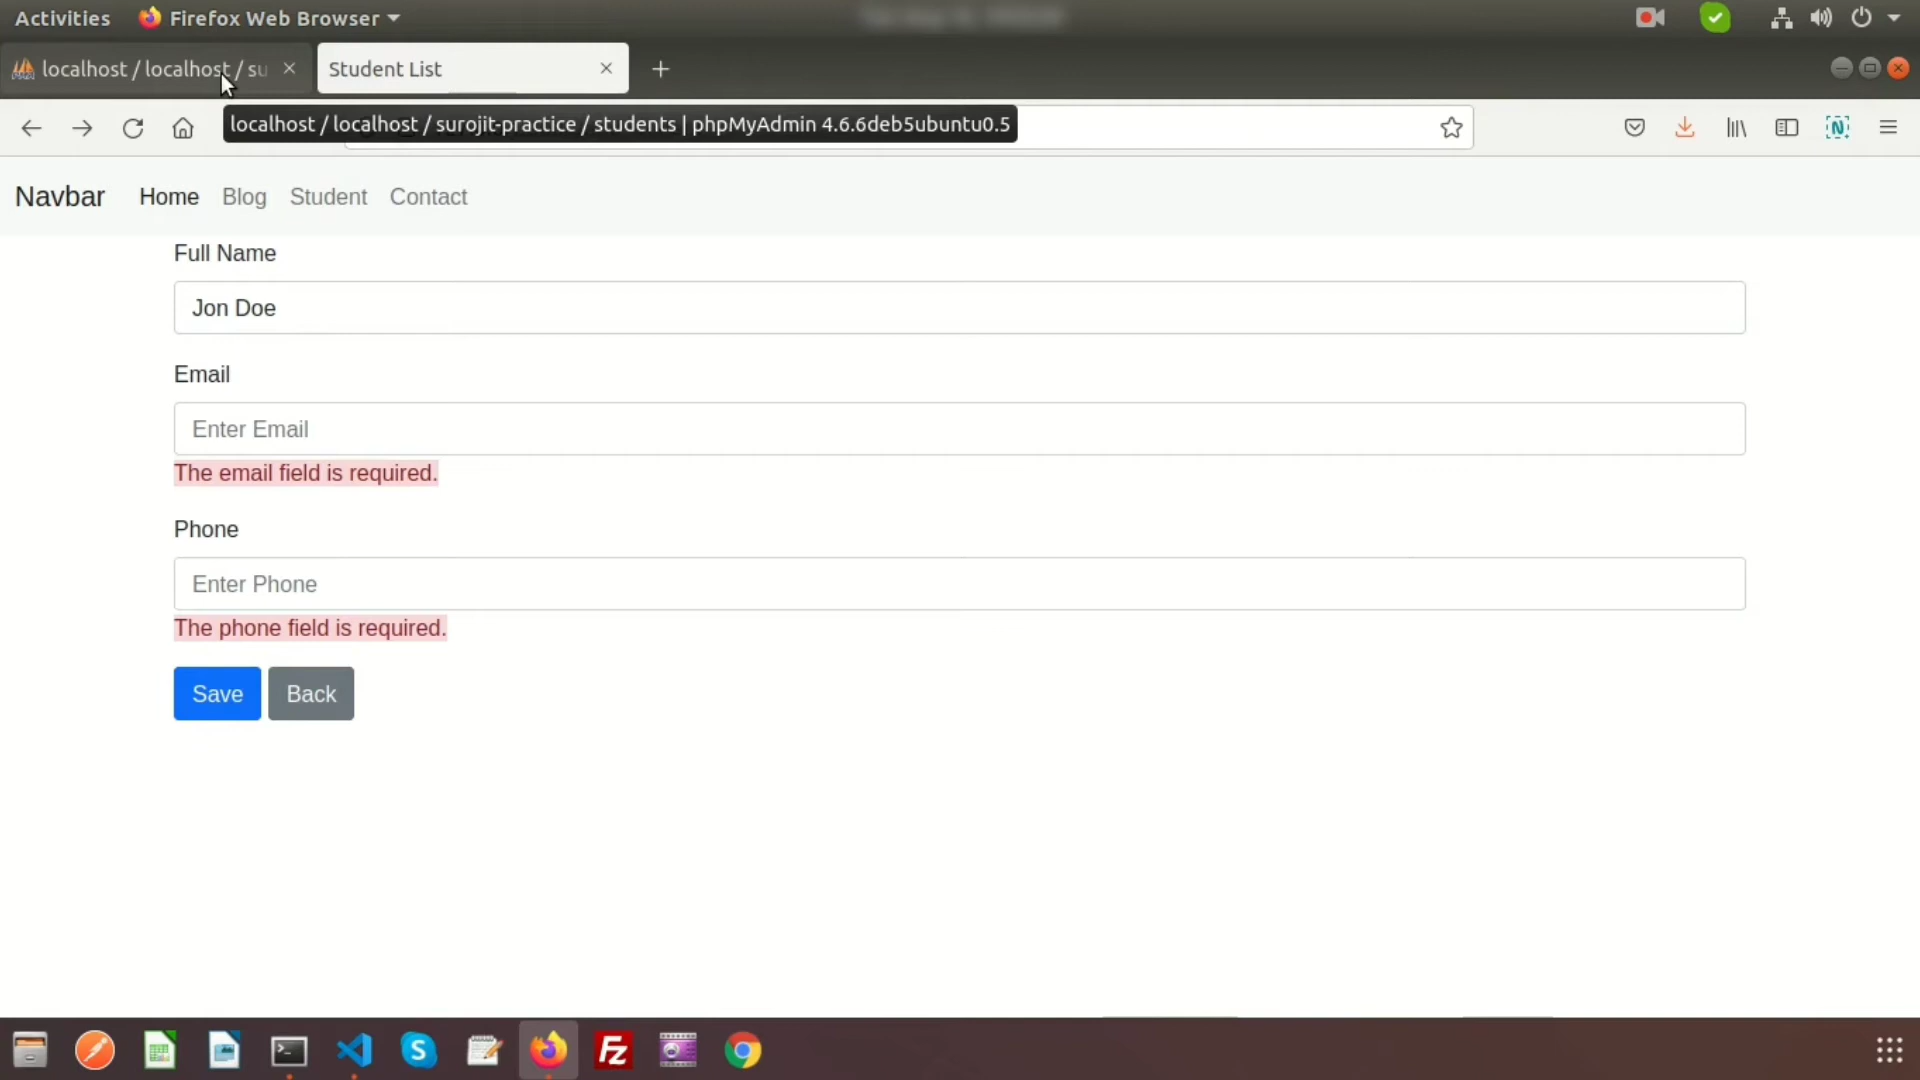 Activities Firefox Web Browser
localhost / localhost / su
Student List
localhost / localhost / surojit-practice / students | phpMyAdmin 4.6.6deb5ubuntu0.5
Navbar Home Blog Student Contact
Full Name
Jon Doe
Email
Enter Email
The email field is required.
Phone
Enter Phone
The phone field is required.
Save Back